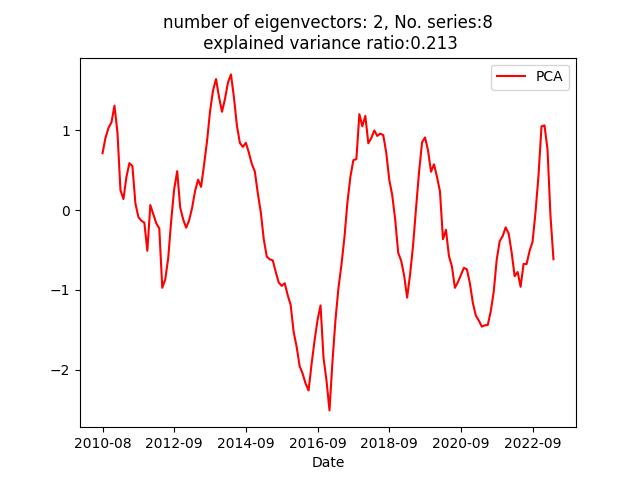 number of eigenvectors: 2, No. series:8
explained variance ratio:0.213
PCA
1
0
−1
−2
2010-08 2012-09 2014-09 2016-09 2018-09 2020-09 2022-09
Date